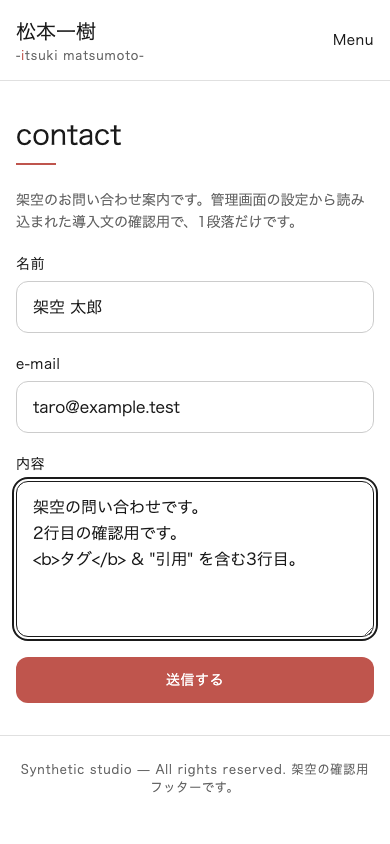 松本一樹
-itsuki matsumoto-
Menu
contact
架空のお問い合わせ案内です。管理画面の設定から読み
込まれた導入文の確認用で、1段落だけです。
名前
架空 太郎
e-mail
taro@example.test
内容
架空の問い合わせです。
2行目の確認用です。
<b>タグ</b> & "引用" を含む3行目。
送信する
Synthetic studio — All rights reserved. 架空の確認用
フッターです。